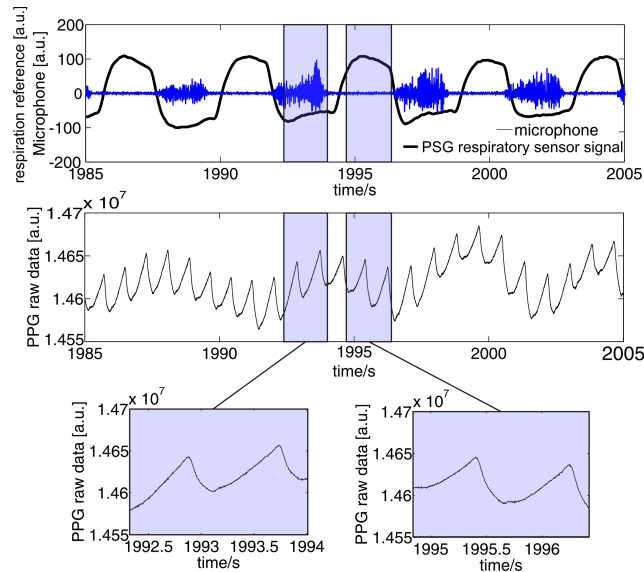 respiration reference [a.u.]
Microphone [a.u.]
200
100
0
-100
-200
microphone
PSG respiratory sensor signal
1985 1990 1995 2000 2005
time/s
1.47 x 10^7
PPG raw data [a.u.]
1.465
1.46
1.455
1985 1990 1995 2000 2005
time/s
1.47 x 10^7
PPG raw data [a.u.]
1.465
1.46
1.455
1992.5 1993 1993.5 1994
time/s
1.47 x 10^7
PPG raw data [a.u.]
1.465
1.46
1.455
1995 1995.5 1996
time/s